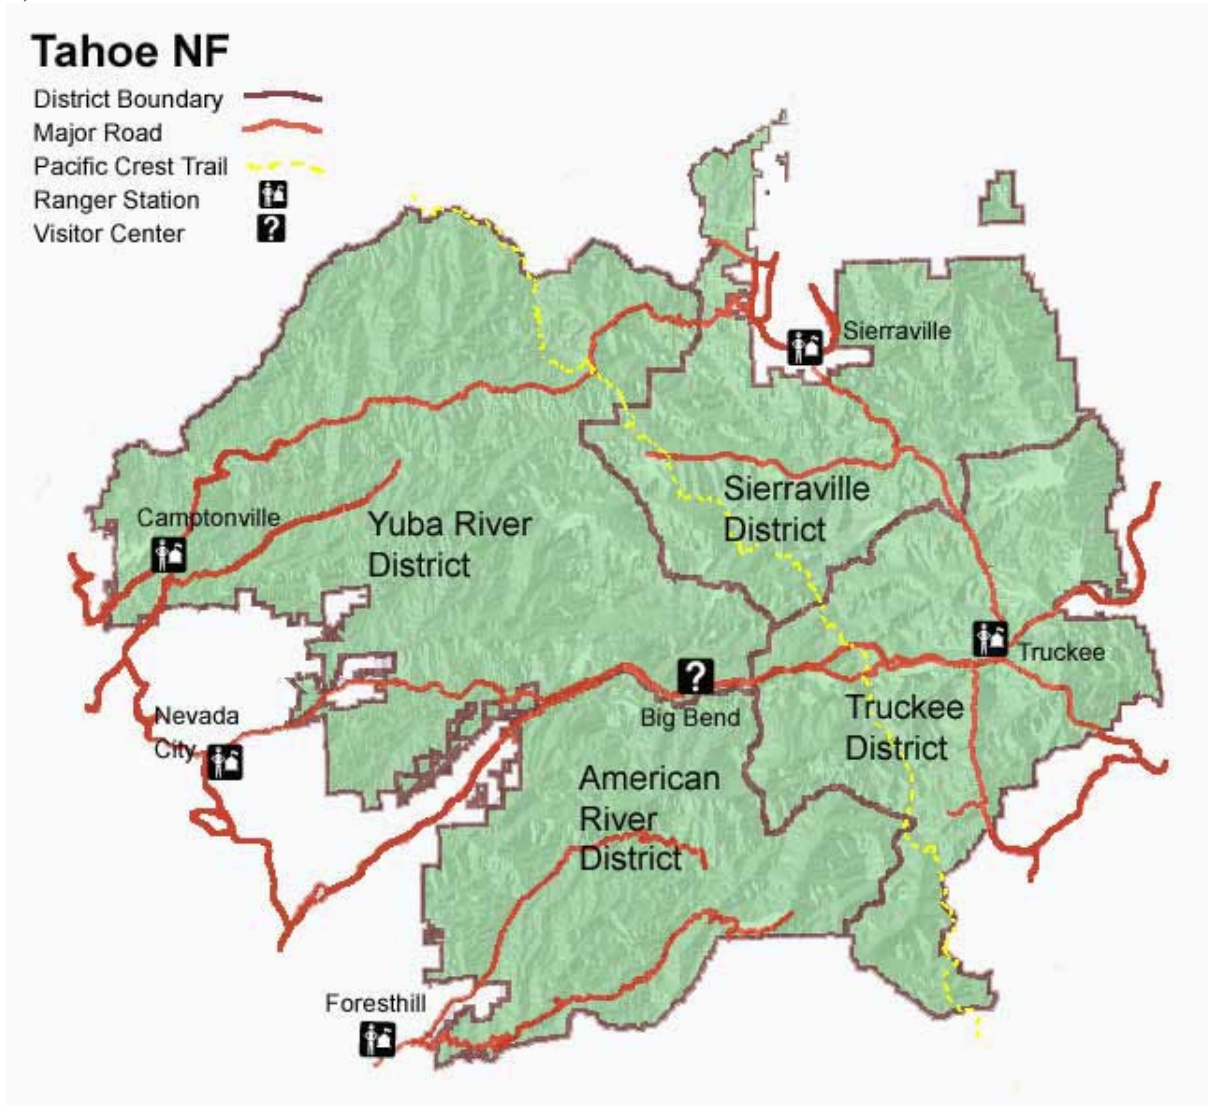 Tahoe NF
District Boundary
Major Road
Pacific Crest Trail
Ranger Station
Visitor Center
?
Sierraville
Camptonville
Yuba River
District
Sierraville
District
Truckee
?
Big Bend
Nevada
City
Truckee
District
American
River
District
Foresthill